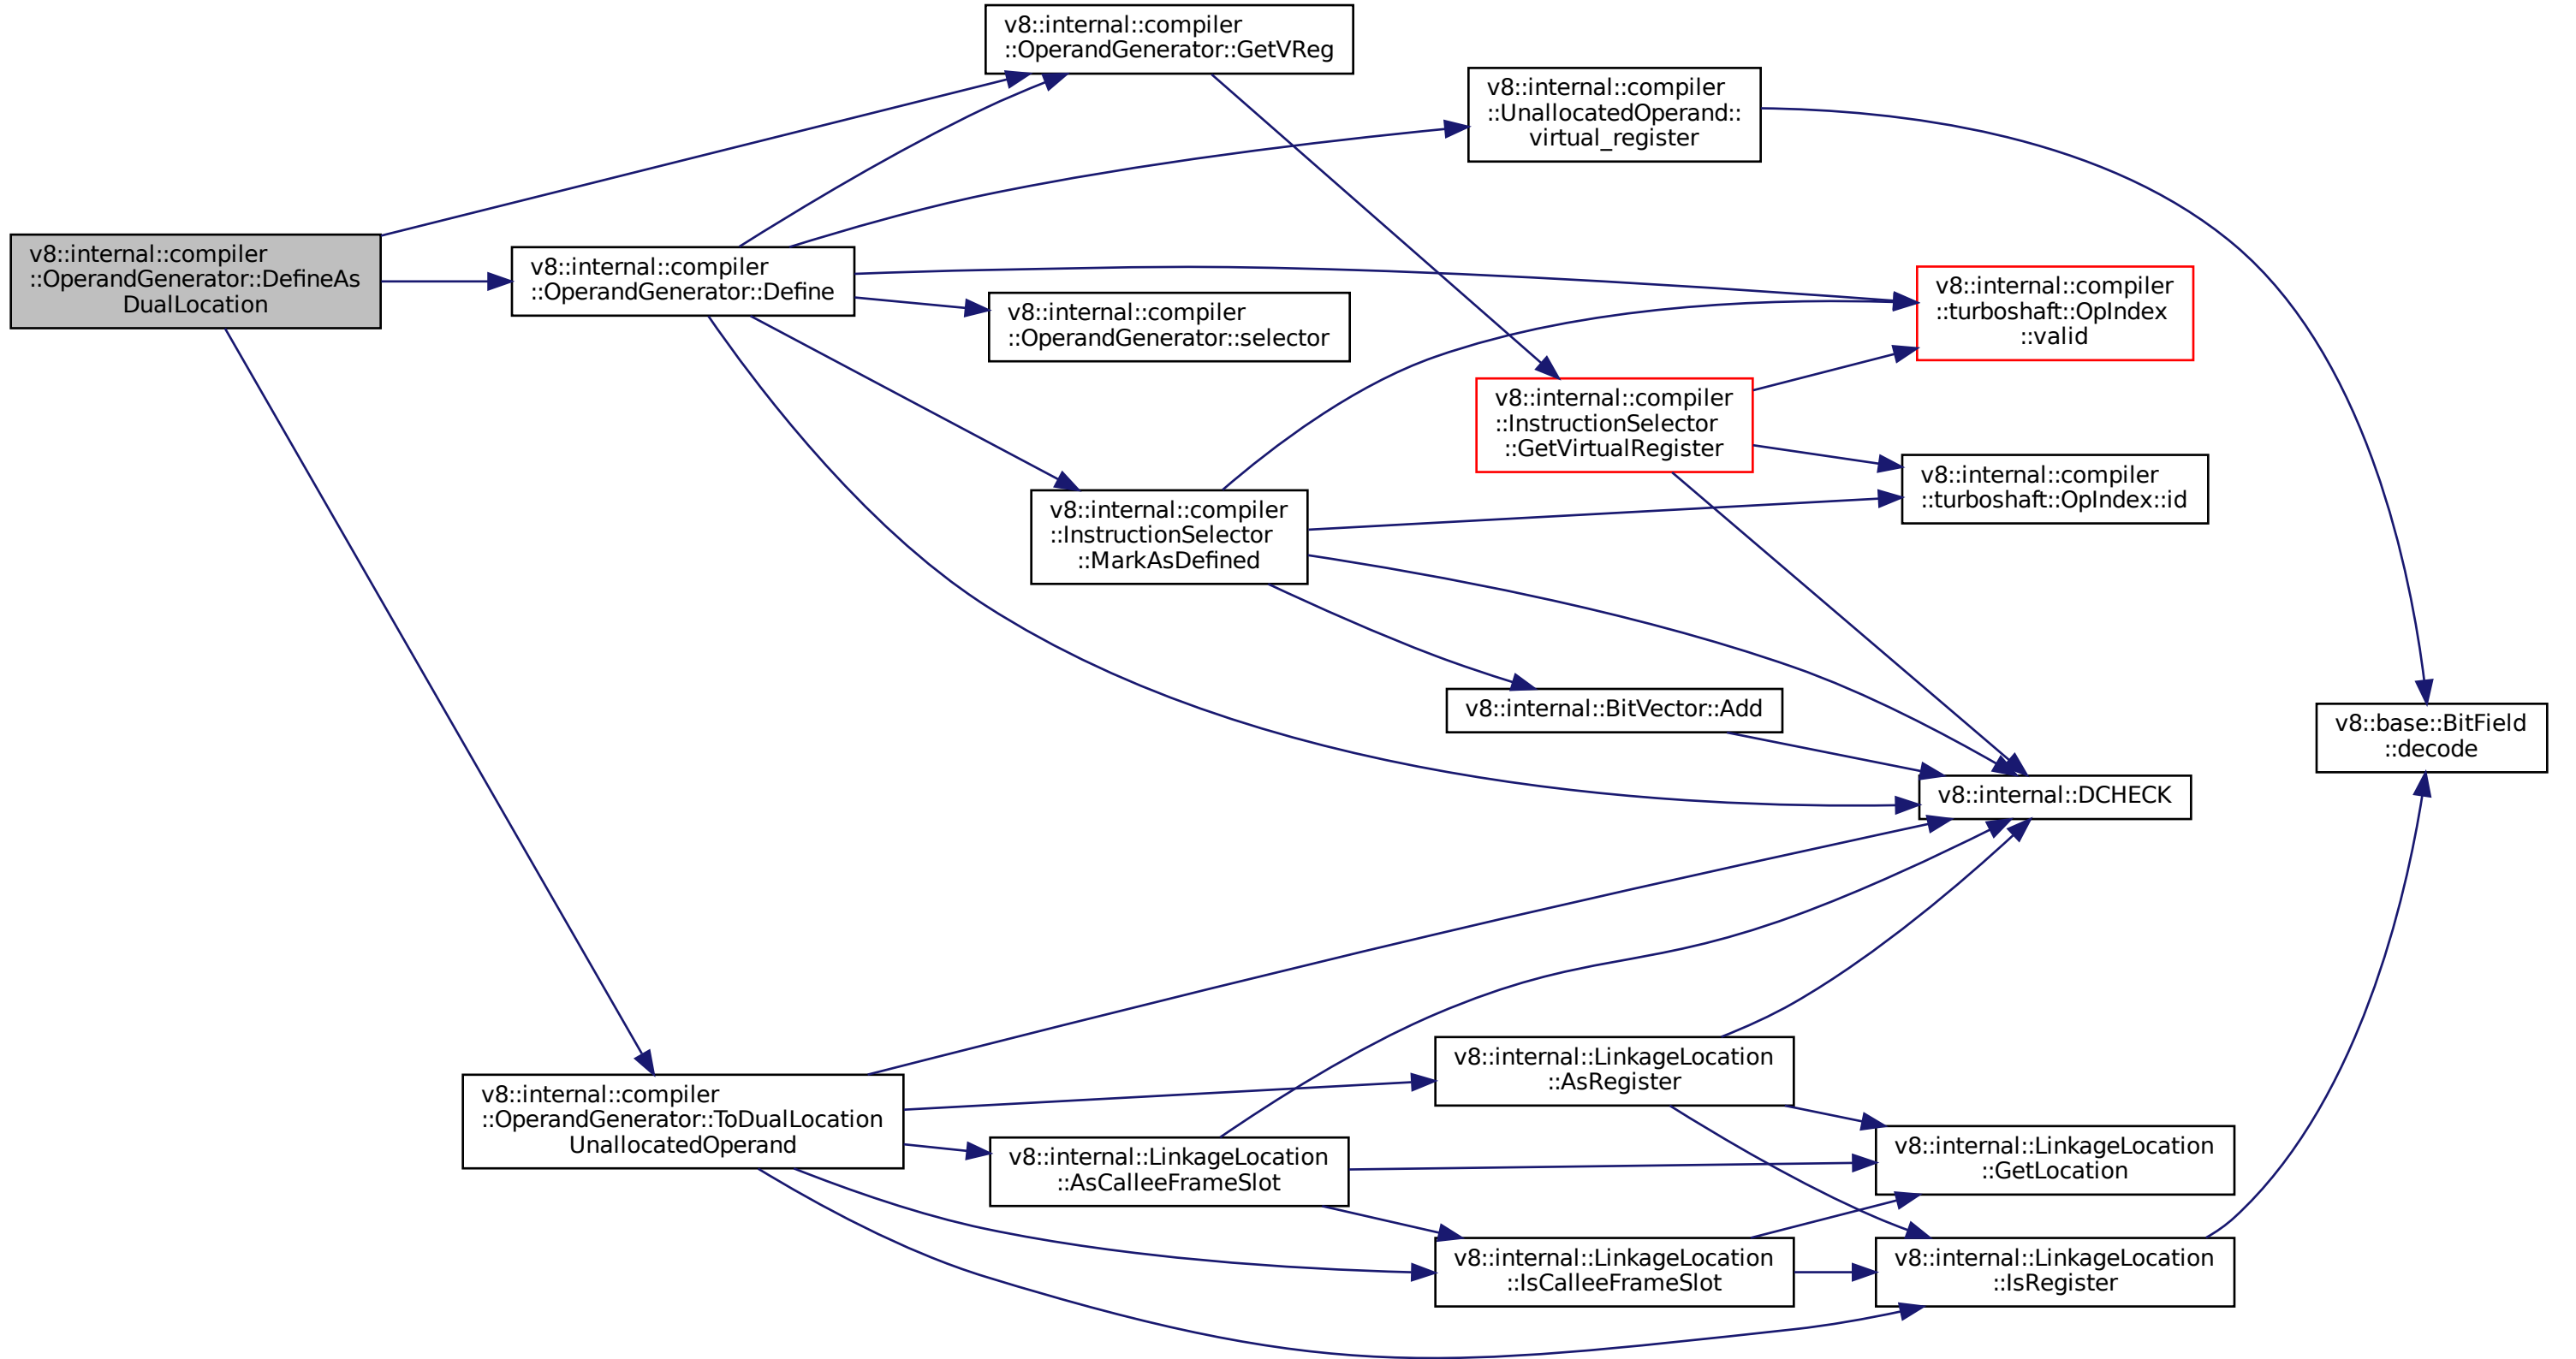 v8::internal::compiler
::OperandGenerator::DefineAs
DualLocation
v8::internal::compiler
::OperandGenerator::GetVReg
v8::internal::compiler
::OperandGenerator::Define
v8::internal::compiler
::UnallocatedOperand::
virtual_register
v8::internal::compiler
::OperandGenerator::selector
v8::internal::compiler
::turboshaft::OpIndex
::valid
v8::internal::compiler
::InstructionSelector
::GetVirtualRegister
v8::internal::compiler
::turboshaft::OpIndex::id
v8::internal::compiler
::InstructionSelector
::MarkAsDefined
v8::internal::BitVector::Add
v8::base::BitField
::decode
v8::internal::DCHECK
v8::internal::compiler
::OperandGenerator::ToDualLocation
UnallocatedOperand
v8::internal::LinkageLocation
::AsRegister
v8::internal::LinkageLocation
::AsCalleeFrameSlot
v8::internal::LinkageLocation
::GetLocation
v8::internal::LinkageLocation
::IsCalleeFrameSlot
v8::internal::LinkageLocation
::IsRegister